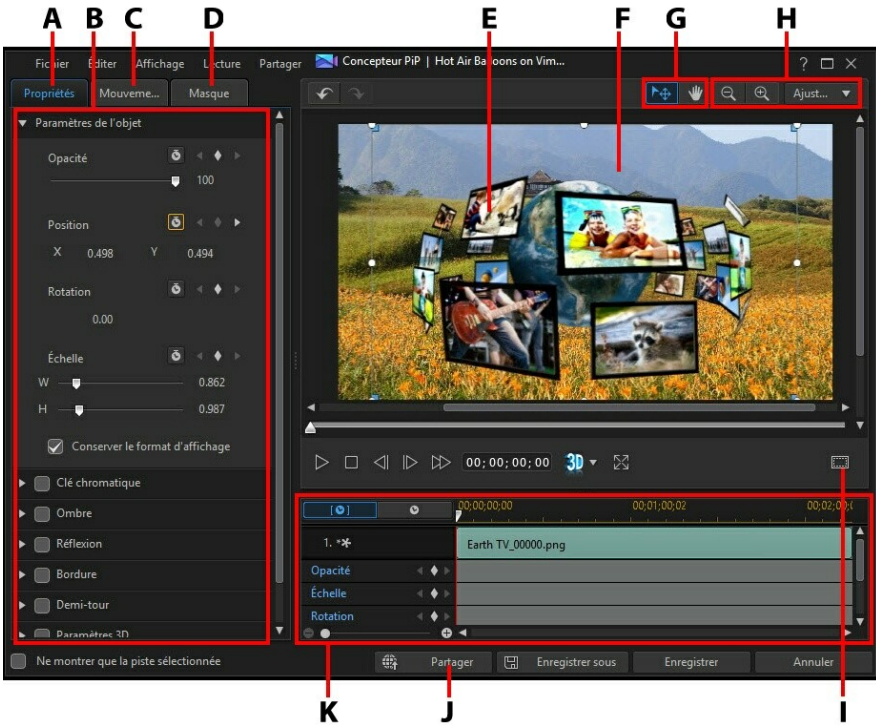 A B C D E F G H
Fichier Éditer Affichage Lecture Partager Concepteur PiP | Hot Air Balloons on Vim...
Propriétés Mouveme... Masque
Ajust...
Paramètres de l'objet
Opacité
100
Position
X 0.498 Y 0.494
Rotation
0.00
Échelle
W 0.862
H 0.987
Conserver le format d'affichage
Clé chromatique
Ombre
Réflexion
Bordure
Demi-tour
Paramètres 3D
00; 00; 00; 00 3D
00;00;00;00 00;01;00;02 00;02;00;
1. Earth TV_00000.png
Opacité
Échelle
Rotation
Ne montrer que la piste sélectionnée
Partager Enregistrer sous Enregistrer Annuler
K J I